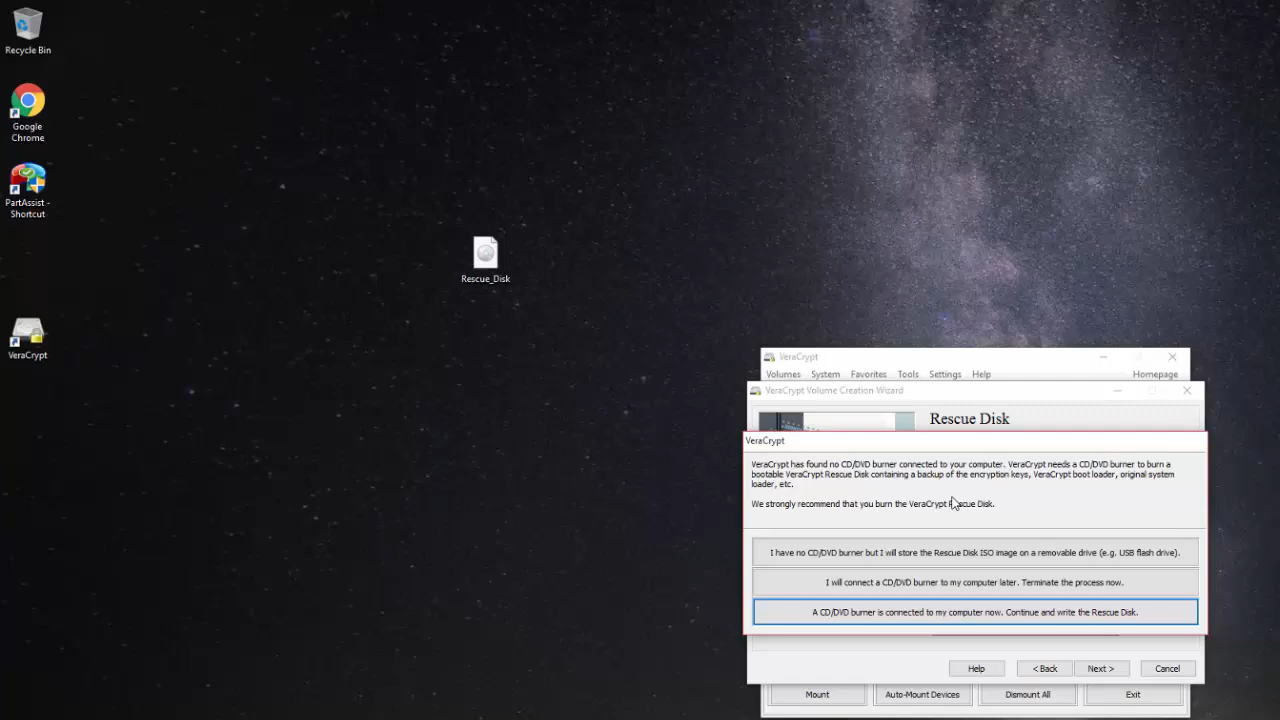 Recycle Bin
Google
Chrome
PartAssist -
Shortcut
VeraCrypt
Rescue_Disk
VeraCrypt
Volumes System Favorites Tools Settings Help Homepage
VeraCrypt Volume Creation Wizard
Rescue Disk
VeraCrypt
VeraCrypt has found no CD/DVD burner connected to your computer. VeraCrypt needs a CD/DVD burner to burn a
bootable VeraCrypt Rescue Disk containing a backup of the encryption keys, VeraCrypt boot loader, original system
loader, etc.
We strongly recommend that you burn the VeraCrypt Rescue Disk.
I have no CD/DVD burner but I will store the Rescue Disk ISO image on a removable drive (e.g. USB flash drive).
I will connect a CD/DVD burner to my computer later. Terminate the process now.
A CD/DVD burner is connected to my computer now. Continue and write the Rescue Disk.
Help < Back Next > Cancel
Mount Auto-Mount Devices Dismount All Exit